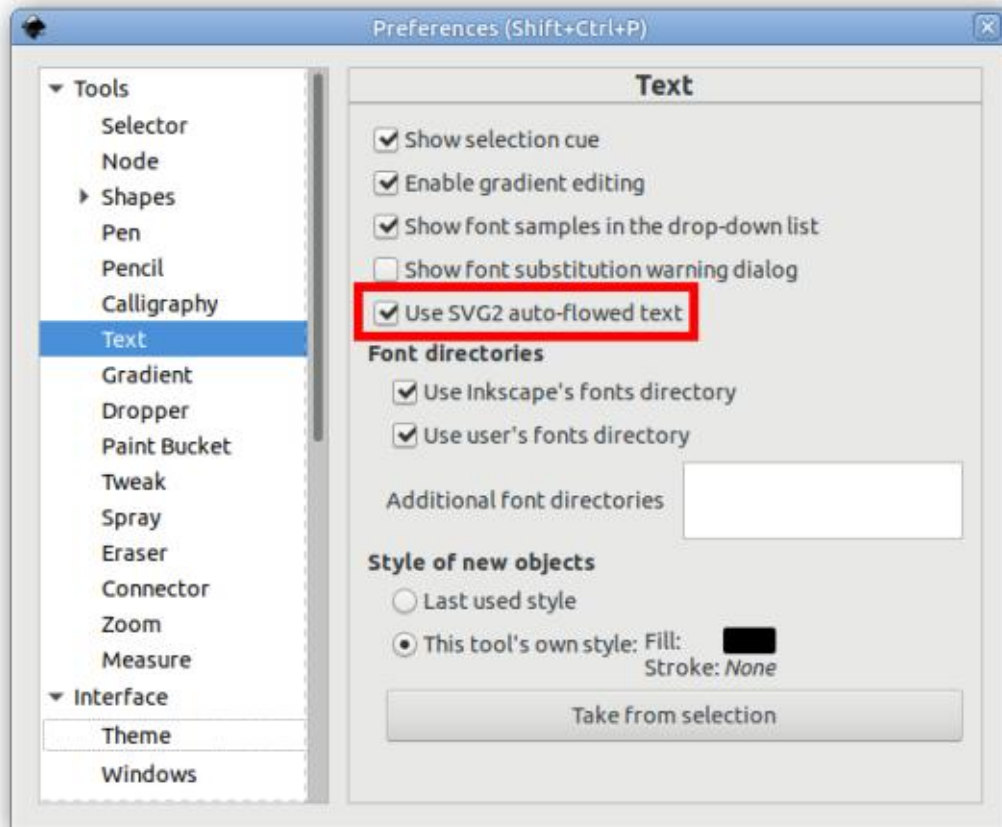 Preferences (Shift+Ctrl+P)
Tools
Selector
Node
Shapes
Pen
Pencil
Calligraphy
Text
Gradient
Dropper
Paint Bucket
Tweak
Spray
Eraser
Connector
Zoom
Measure
Interface
Theme
Windows
Text
Show selection cue
Enable gradient editing
Show font samples in the drop-down list
Show font substitution warning dialog
Use SVG2 auto-flowed text
Font directories
Use Inkscape's fonts directory
Use user's fonts directory
Additional font directories
Style of new objects
Last used style
This tool's own style: Fill:
Stroke: None
Take from selection